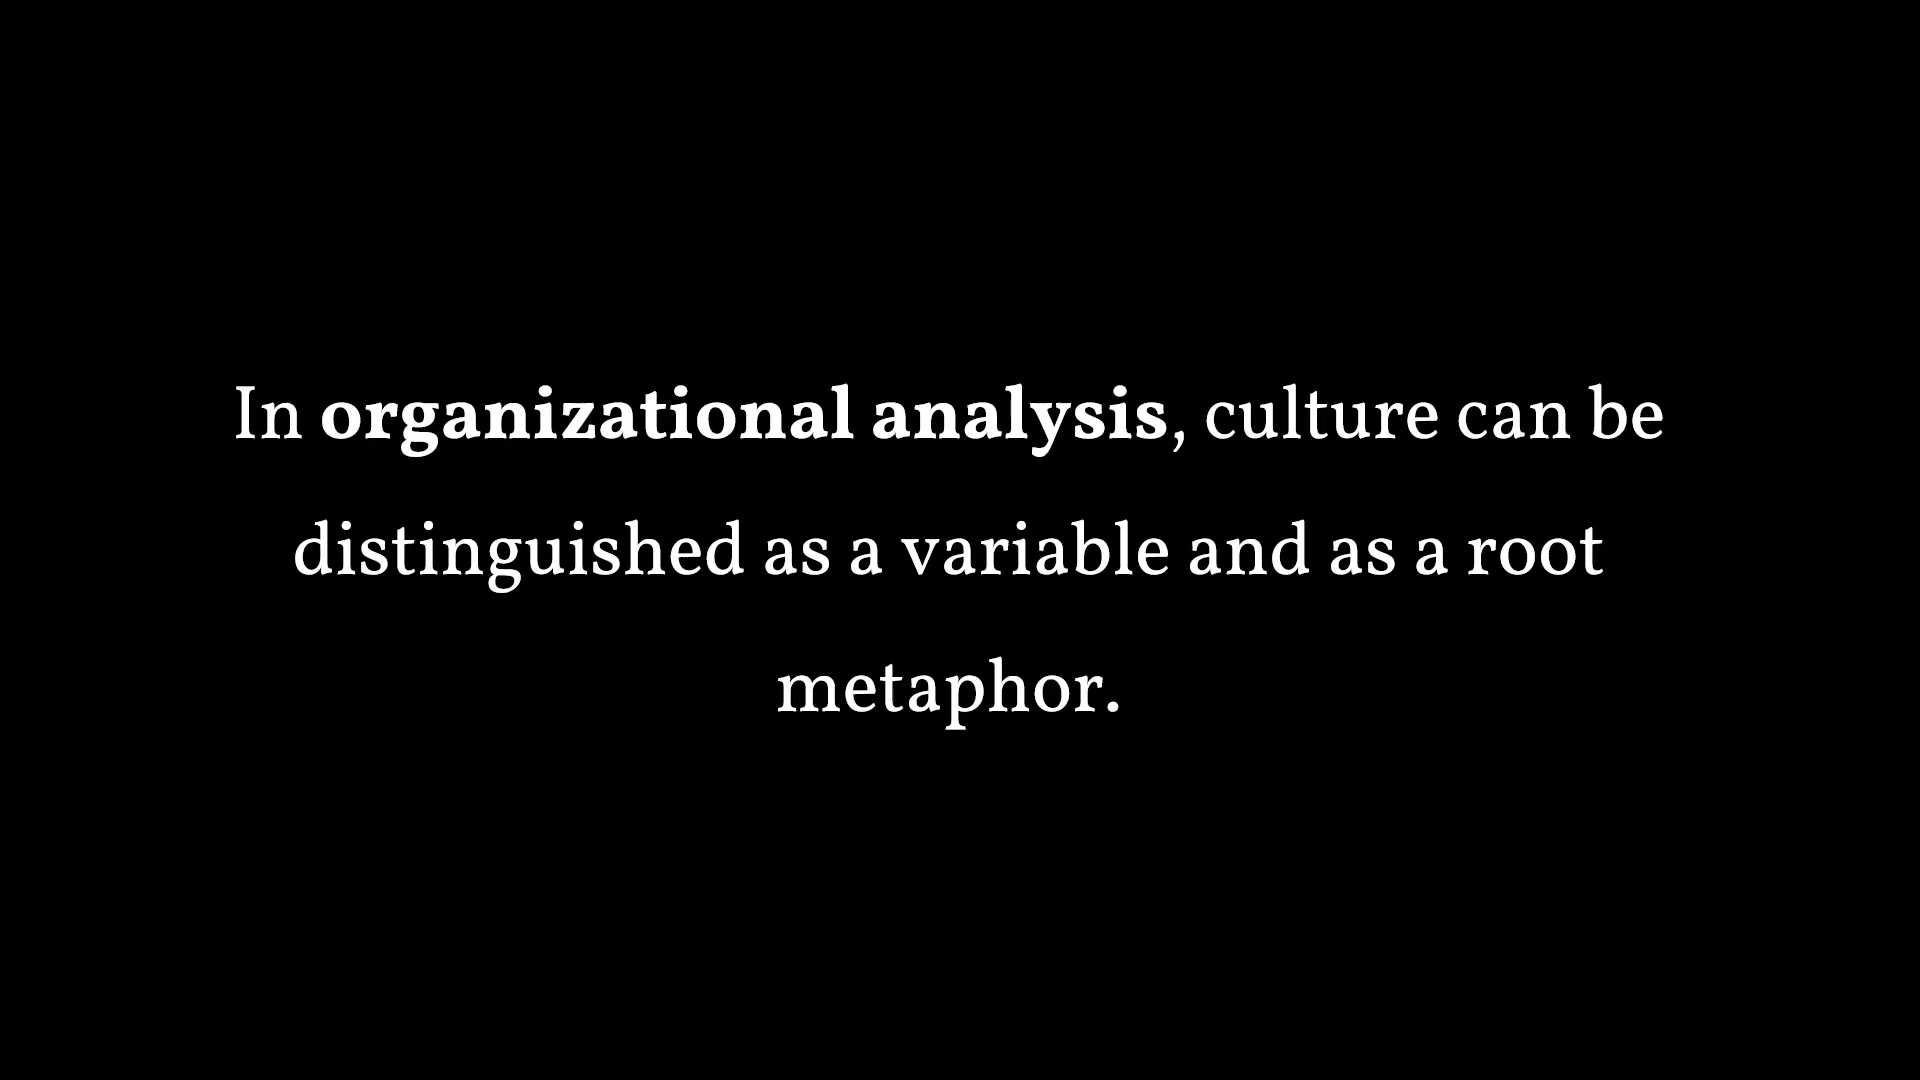 In organizational analysis, culture can be
distinguished as a variable and as a root
metaphor.